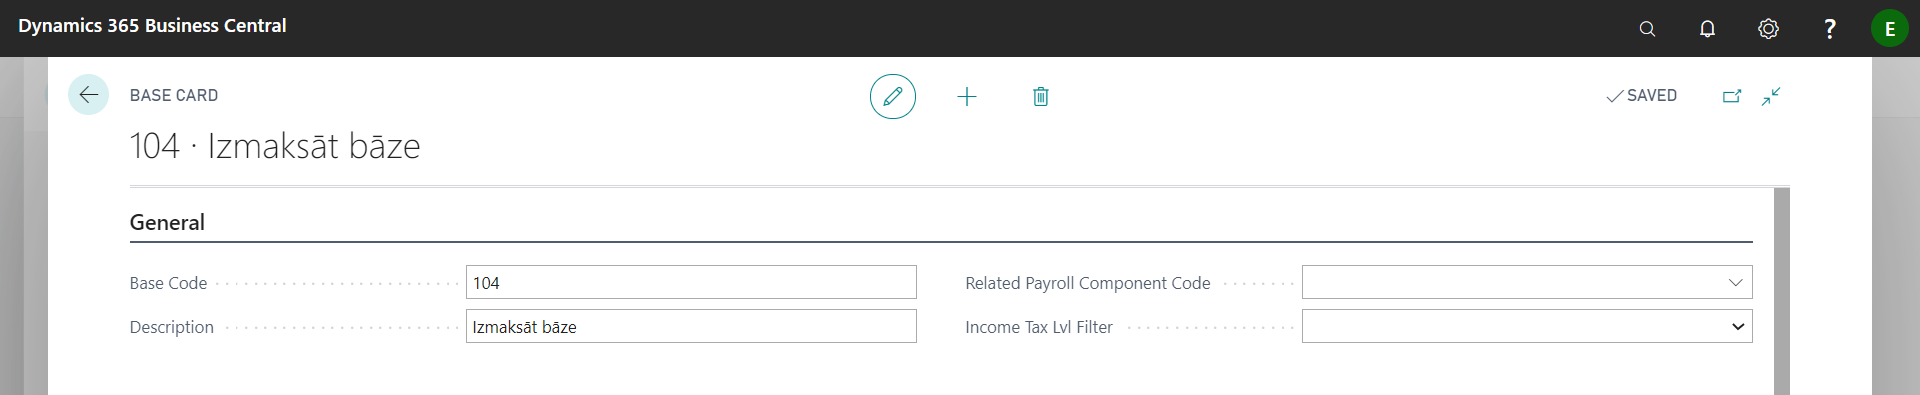 Dynamics 365 Business Central
? E
BASE CARD
SAVED
104 · Izmaksāt bāze
General
Base Code 104 Related Payroll Component Code
Description Izmaksāt bāze Income Tax Lvl Filter